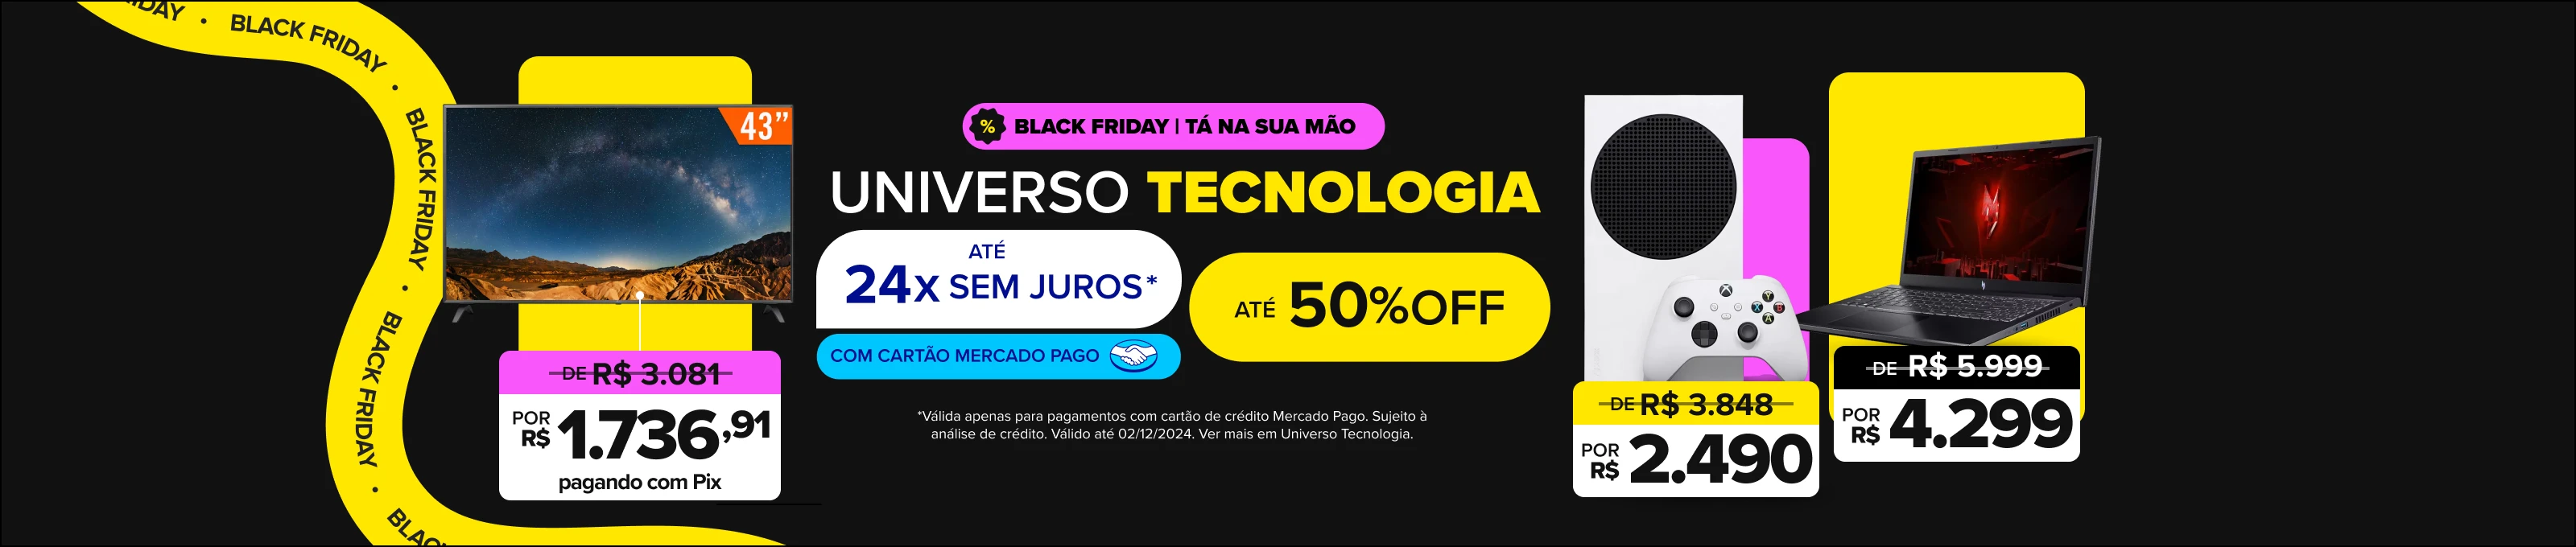 BLACK FRIDAY • BLACK FRIDAY • BLACK FRIDAY •
43”
DE R$ 3.081
POR R$ 1.736,91
pagando com Pix
% BLACK FRIDAY | TÁ NA SUA MÃO
UNIVERSO TECNOLOGIA
ATÉ
24x SEM JUROS*
COM CARTÃO MERCADO PAGO
ATÉ 50%OFF
*Válida apenas para pagamentos com cartão de crédito Mercado Pago. Sujeito à
análise de crédito. Válido até 02/12/2024. Ver mais em Universo Tecnologia.
Y
X B
A
DE R$ 3.848
POR R$ 2.490
DE R$ 5.999
POR R$ 4.299